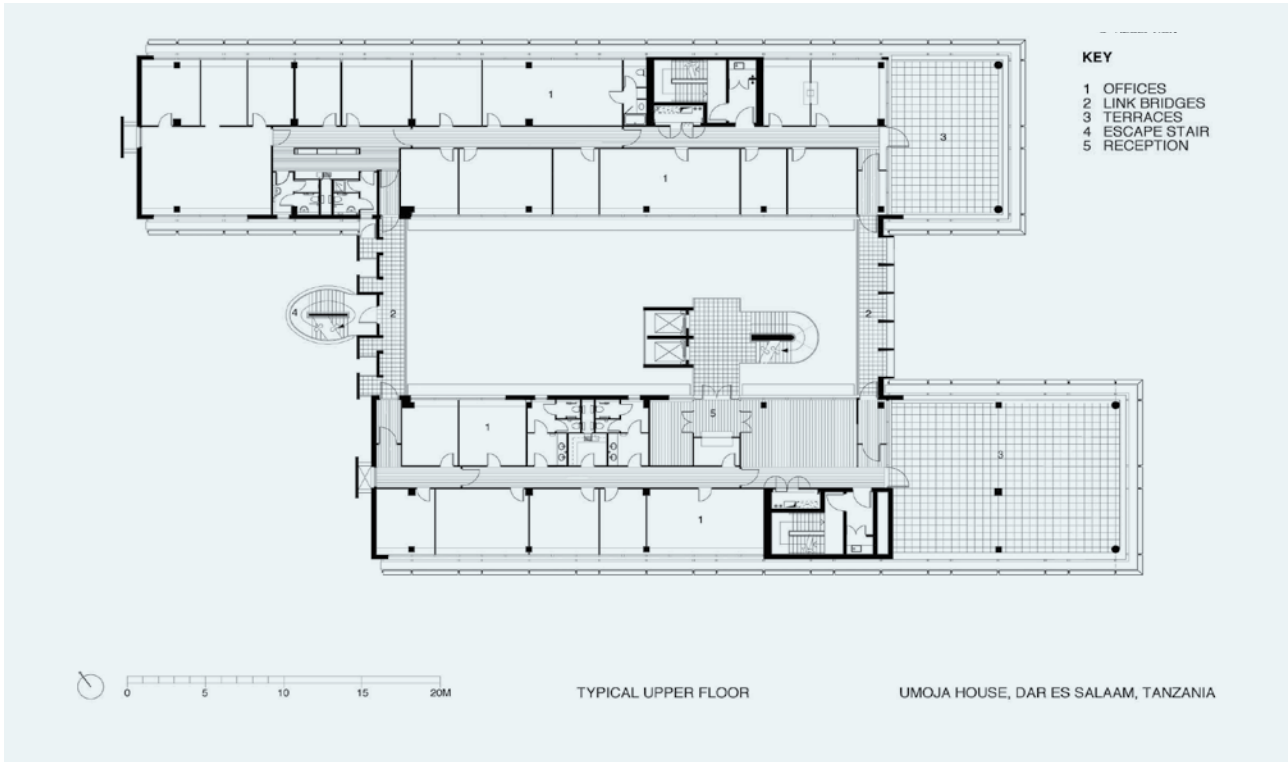 KEY
1 OFFICES
2 LINK BRIDGES
3 TERRACES
4 ESCAPE STAIR
5 RECEPTION
1
3
1
4
2
2
1
5
3
1
0 5 10 15 20M
TYPICAL UPPER FLOOR
UMOJA HOUSE, DAR ES SALAAM, TANZANIA